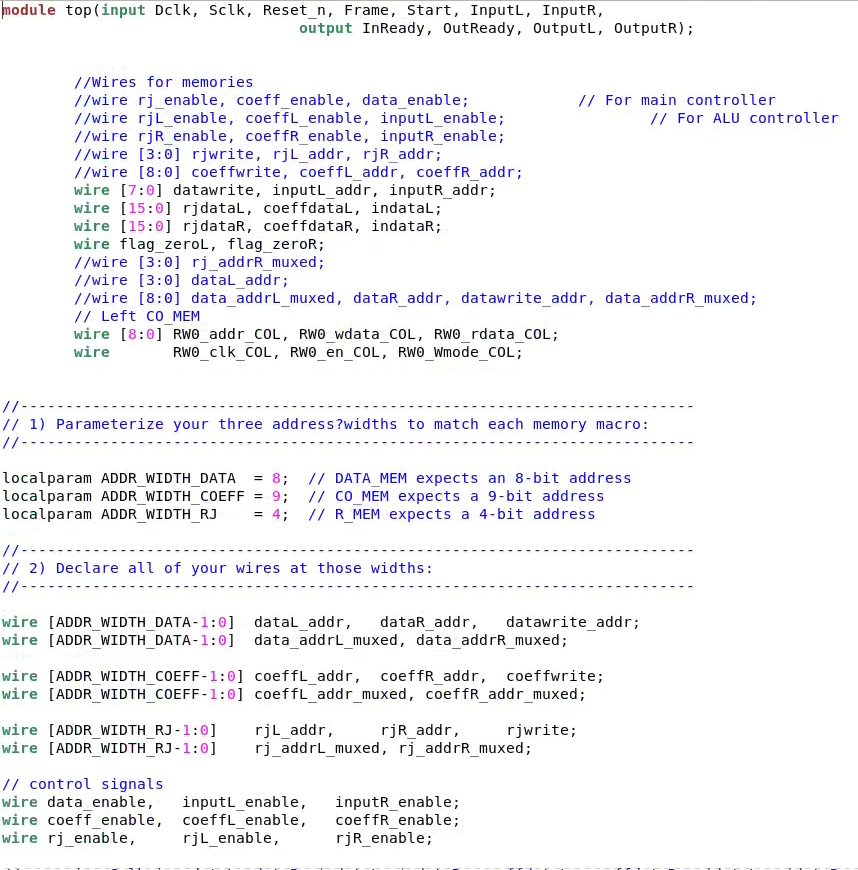 module top(input Dclk, Sclk, Reset_n, Frame, Start, InputL, InputR,
output InReady, OutReady, OutputL, OutputR);
//Wires for memories
//wire rj_enable, coeff_enable, data_enable; // For main controller
//wire rjL_enable, coeffL_enable, inputL_enable; // For ALU controller
//wire rjR_enable, coeffR_enable, inputR_enable;
//wire [3:0] rjwrite, rjL_addr, rjR_addr;
//wire [8:0] coeffwrite, coeffL_addr, coeffR_addr;
wire [7:0] datawrite, inputL_addr, inputR_addr;
wire [15:0] rjdataL, coeffdataL, indataL;
wire [15:0] rjdataR, coeffdataR, indataR;
wire flag_zeroL, flag_zeroR;
//wire [3:0] rj_addrR_muxed;
//wire [3:0] dataL_addr;
//wire [8:0] data_addrL_muxed, dataR_addr, datawrite_addr, data_addrR_muxed;
// Left CO_MEM
wire [8:0] RW0_addr_COL, RW0_wdata_COL, RW0_rdata_COL;
wire RW0_clk_COL, RW0_en_COL, RW0_Wmode_COL;
//---------------------------------------------------------------------------
// 1) Parameterize your three address?widths to match each memory macro:
//---------------------------------------------------------------------------
localparam ADDR_WIDTH_DATA = 8; // DATA_MEM expects an 8-bit address
localparam ADDR_WIDTH_COEFF = 9; // CO_MEM expects a 9-bit address
localparam ADDR_WIDTH_RJ = 4; // R_MEM expects a 4-bit address
//---------------------------------------------------------------------------
// 2) Declare all of your wires at those widths:
//---------------------------------------------------------------------------
wire [ADDR_WIDTH_DATA-1:0] dataL_addr, dataR_addr, datawrite_addr;
wire [ADDR_WIDTH_DATA-1:0] data_addrL_muxed, data_addrR_muxed;
wire [ADDR_WIDTH_COEFF-1:0] coeffL_addr, coeffR_addr, coeffwrite;
wire [ADDR_WIDTH_COEFF-1:0] coeffL_addr_muxed, coeffR_addr_muxed;
wire [ADDR_WIDTH_RJ-1:0] rjL_addr, rjR_addr, rjwrite;
wire [ADDR_WIDTH_RJ-1:0] rj_addrL_muxed, rj_addrR_muxed;
// control signals
wire data_enable, inputL_enable, inputR_enable;
wire coeff_enable, coeffL_enable, coeffR_enable;
wire rj_enable, rjL_enable, rjR_enable;